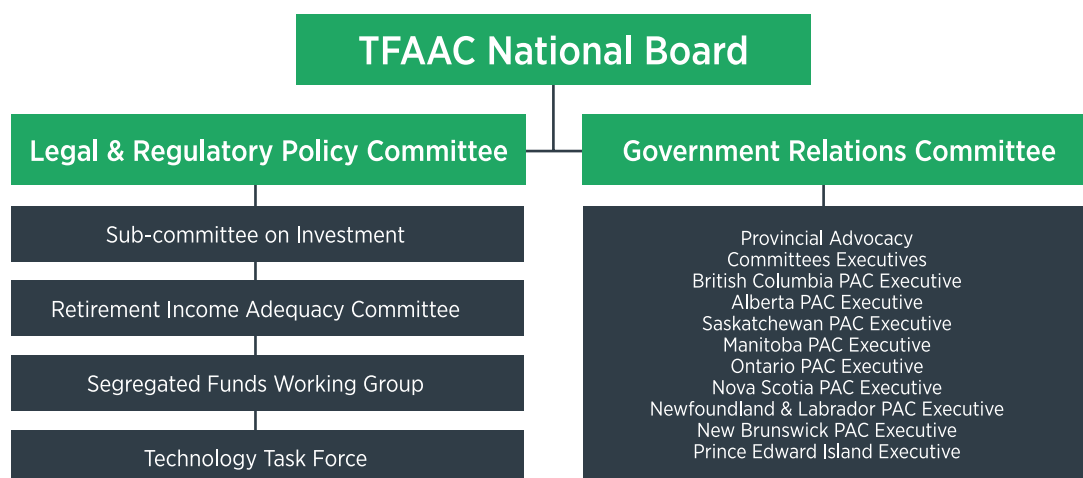 TFAAC National Board
Legal & Regulatory Policy Committee
Government Relations Committee
Sub-committee on Investment
Retirement Income Adequacy Committee
Segregated Funds Working Group
Technology Task Force
Provincial Advocacy
Committees Executives
British Columbia PAC Executive
Alberta PAC Executive
Saskatchewan PAC Executive
Manitoba PAC Executive
Ontario PAC Executive
Nova Scotia PAC Executive
Newfoundland & Labrador PAC Executive
New Brunswick PAC Executive
Prince Edward Island Executive